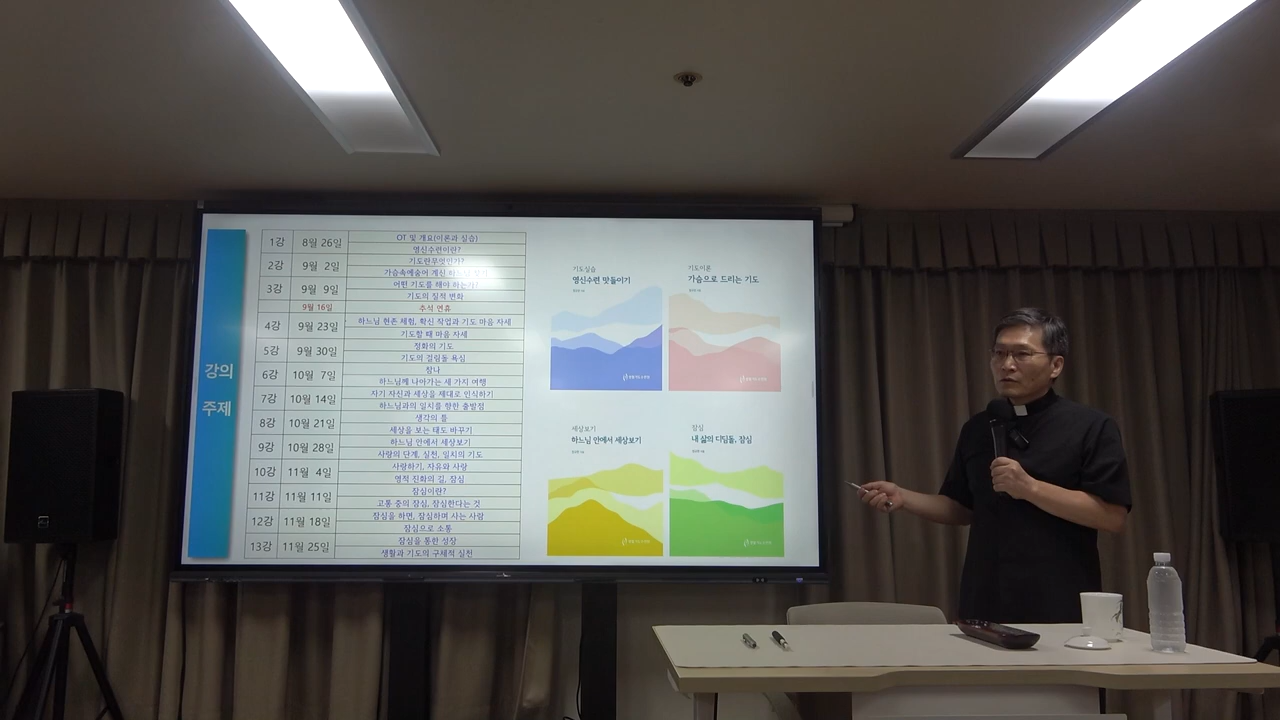 강의
주제
1강 8월 26일 OT 및 개요(이론과 실습)
영신수련이란?
2강 9월 2일 기도란무엇인가?
가슴속에숨어 계신 하느님
3강 9월 9일 어떤 기도를 해야 하는가?
기도의 질적 변화
9월 16일 추석 연휴
4강 9월 23일 하느님 현존 체험, 확신 작업과 기도 마음 자세
기도할 때 마음 자세
5강 9월 30일 정화의 기도
기도의 걸림돌 욕심
6강 10월 7일 참나
하느님께 나아가는 세 가지 여행
7강 10월 14일 자기 자신과 세상을 제대로 인식하기
하느님과의 일치를 향한 출발점
8강 10월 21일 생각의 틀
세상을 보는 태도 바꾸기
9강 10월 28일 하느님 안에서 세상보기
사랑의 단계, 실천, 일치의 기도
10강 11월 4일 사랑하기, 자유와 사랑
영적 진화의 길, 잠심
11강 11월 11일 잠심이란?
고통 중의 잠심, 잠심한다는 것
12강 11월 18일 잠심을 하면, 잠심하며 사는 사람
잠심으로 소통
13강 11월 25일 잠심을 통한 성장
생활과 기도의 구체적 실천
기도실습
영신수련 맛들이기
기도이론
가슴으로 드리는 기도
세상보기
하느님 안에서 세상보기
잠심
내 삶의 디딤돌, 잠심